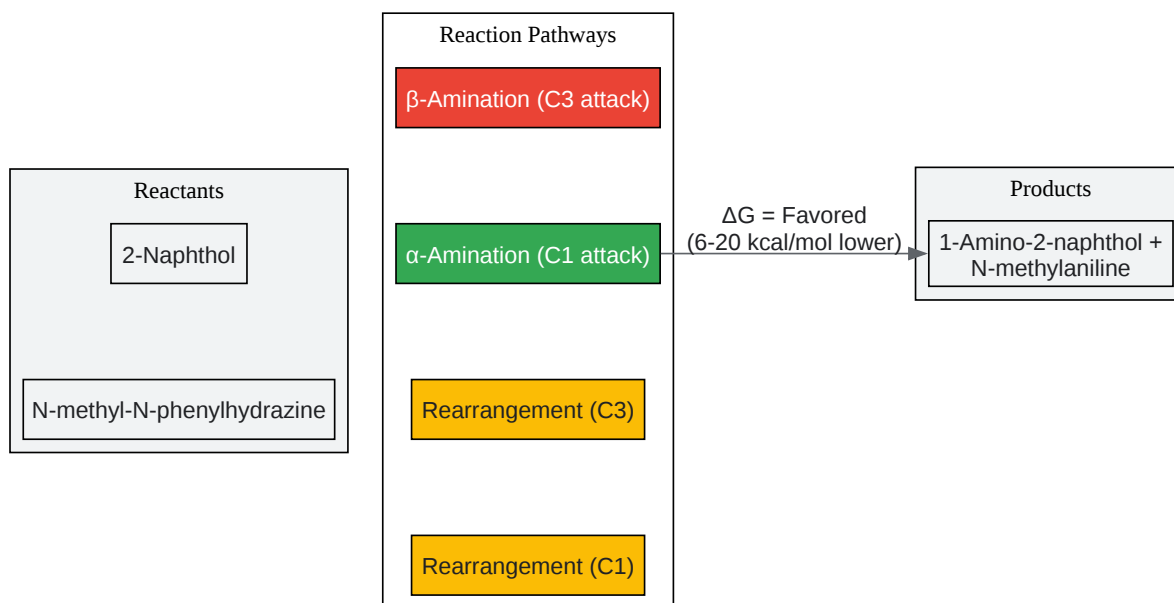 Reactants
2-Naphthol
N-methyl-N-phenylhydrazine
Reaction Pathways
β-Amination (C3 attack)
α-Amination (C1 attack)
Rearrangement (C3)
Rearrangement (C1)
ΔG = Favored
(6-20 kcal/mol lower)
Products
1-Amino-2-naphthol +
N-methylaniline